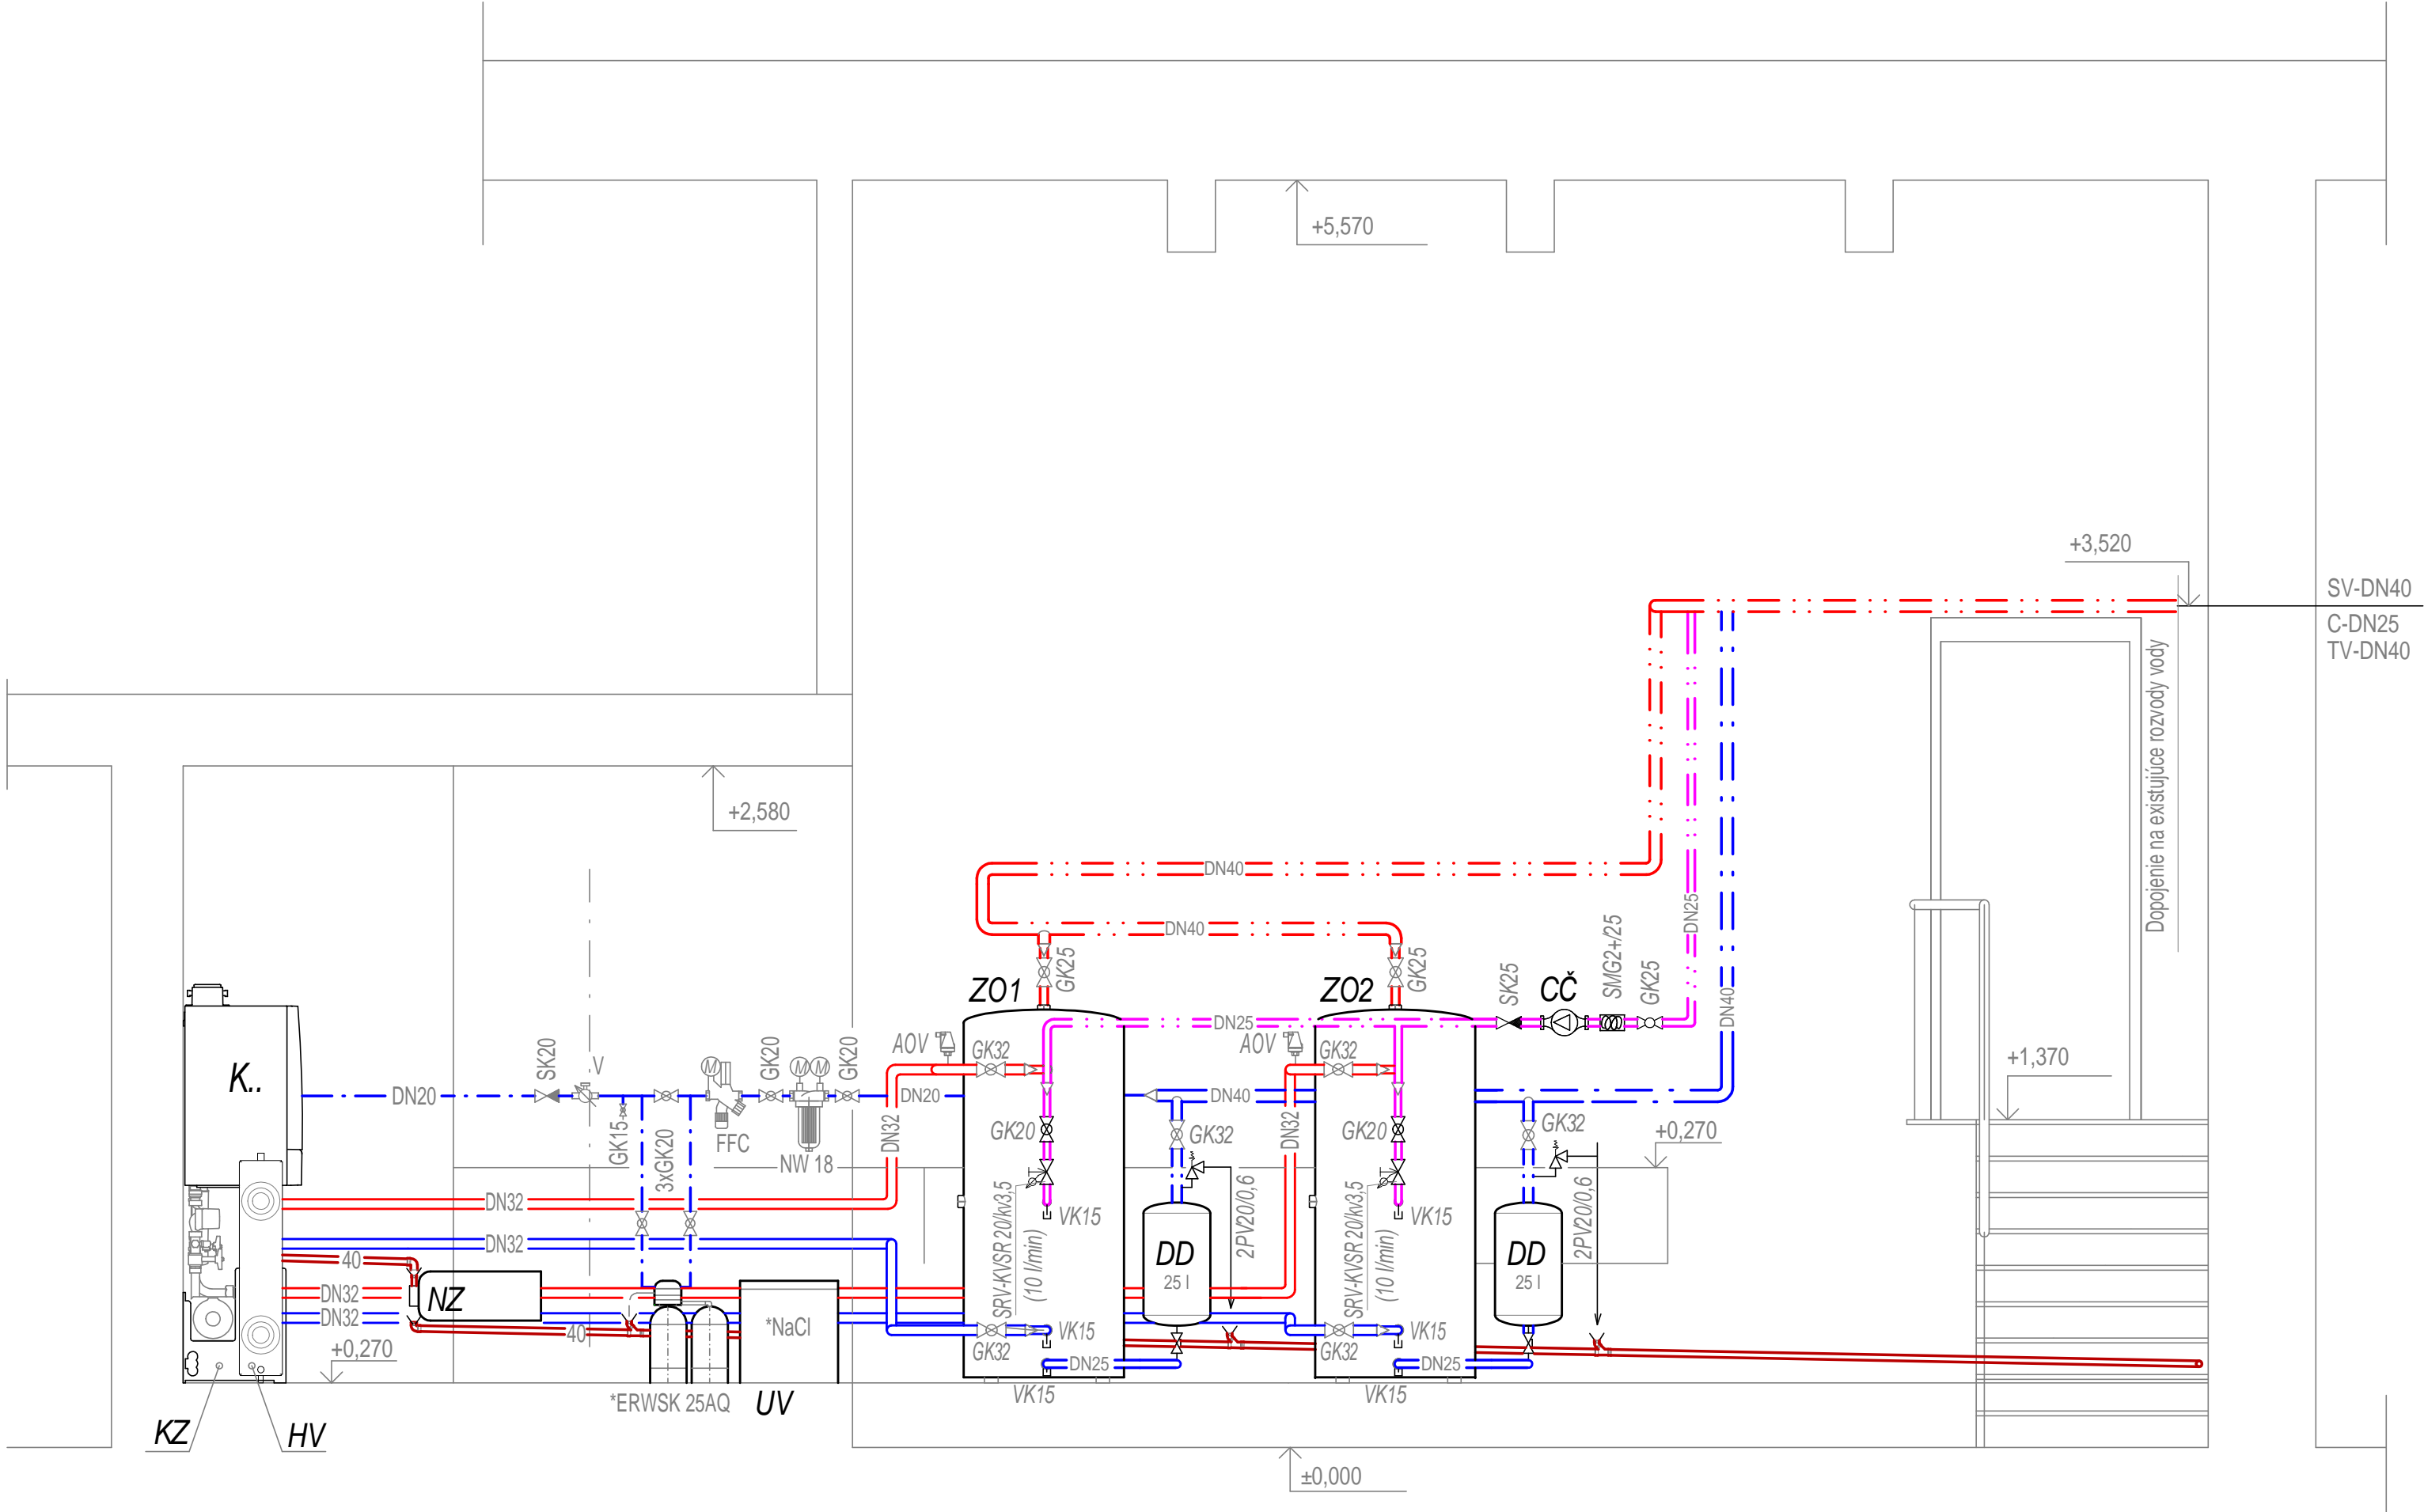 +5,570
+3,520
SV-DN40
C-DN25
TV-DN40
Dopojenie na existujúce rozvody vody
+2,580
DN40
DN40
DN25
GK25
GK25
SK25
CČ
SMG2+/25
GK25
DN40
ZO1
ZO2
DN25
AOV
GK32
AOV
GK32
+1,370
K..
DN20
SK20
V
M
GK20
M
M
GK20
DN20
DN40
GK15
3xGK20
FFC
NW 18
DN32
GK20
GK32
DN32
GK20
GK32
+0,270
DN32
SRV-KVSR 20/kv3,5
(10 l/min)
VK15
2PV20/0,6
SRV-KVSR 20/kv3,5
(10 l/min)
VK15
2PV20/0,6
DN32
40
DD
25 l
DD
25 l
DN32
NZ
DN32
40
*NaCl
VK15
VK15
GK32
GK32
+0,270
DN25
DN25
*ERWSK 25AQ
UV
VK15
VK15
KZ
HV
±0,000